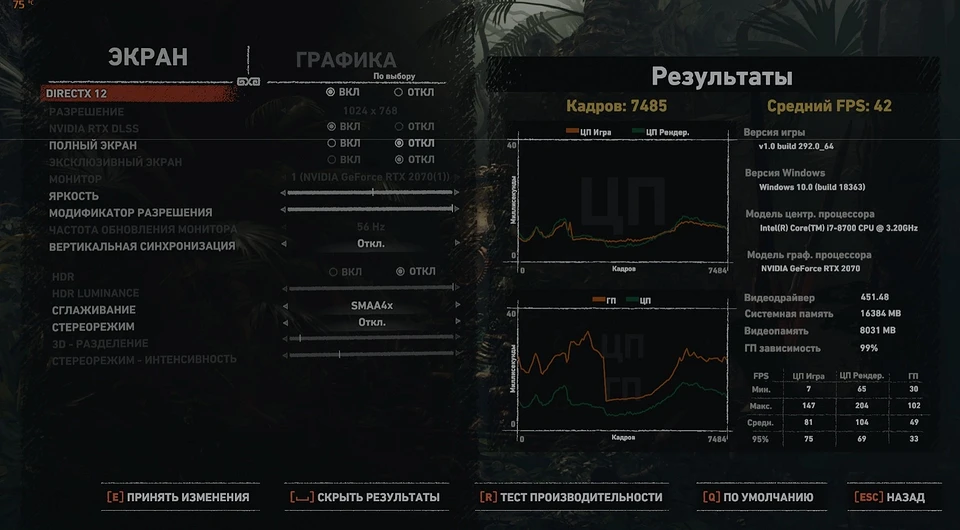 75 °C
ЭКРАН
ГРАФИКА
По выбору
DIRECTX 12
ВКЛ ОТКЛ
РАЗРЕШЕНИЕ
1024 x 768
NVIDIA RTX DLSS
ВКЛ ОТКЛ
ПОЛНЫЙ ЭКРАН
ВКЛ ОТКЛ
ЭКСКЛЮЗИВНЫЙ ЭКРАН
ВКЛ ОТКЛ
МОНИТОР
1 (NVIDIA GeForce RTX 2070(1))
ЯРКОСТЬ
МОДИФИКАТОР РАЗРЕШЕНИЯ
ЧАСТОТА ОБНОВЛЕНИЯ МОНИТОРА
56 Hz
ВЕРТИКАЛЬНАЯ СИНХРОНИЗАЦИЯ
Откл.
HDR
ВКЛ ОТКЛ
HDR LUMINANCE
СГЛАЖИВАНИЕ
SMAA4x
СТЕРЕОРЕЖИМ
Откл.
3D - РАЗДЕЛЕНИЕ
СТЕРЕОРЕЖИМ - ИНТЕНСИВНОСТЬ
Результаты
Кадров: 7485
Средний FPS: 42
ЦП Игра ЦП Рендер.
40
Миллисекунды
ЦП
0
0 Кадров 7484
ГП ЦП
40
Миллисекунды
ЦП
ГП
0
0 Кадров 7484
Версия игры
v1.0 build 292.0_64
Версия Windows
Windows 10.0 (build 18363)
Модель центр. процессора
Intel(R) Core(TM) i7-8700 CPU @ 3.20GHz
Модель граф. процессора
NVIDIA GeForce RTX 2070
Видеодрайвер 451.48
Системная память 16384 MB
Видеопамять 8031 MB
ГП зависимость 99%
FPS ЦП Игра ЦП Рендер. ГП
Мин. 7 65 30
Макс. 147 204 102
Средн. 81 104 49
95% 75 69 33
[E] ПРИНЯТЬ ИЗМЕНЕНИЯ
СКРЫТЬ РЕЗУЛЬТАТЫ
[R] ТЕСТ ПРОИЗВОДИТЕЛЬНОСТИ
[Q] ПО УМОЛЧАНИЮ
[ESC] НАЗАД